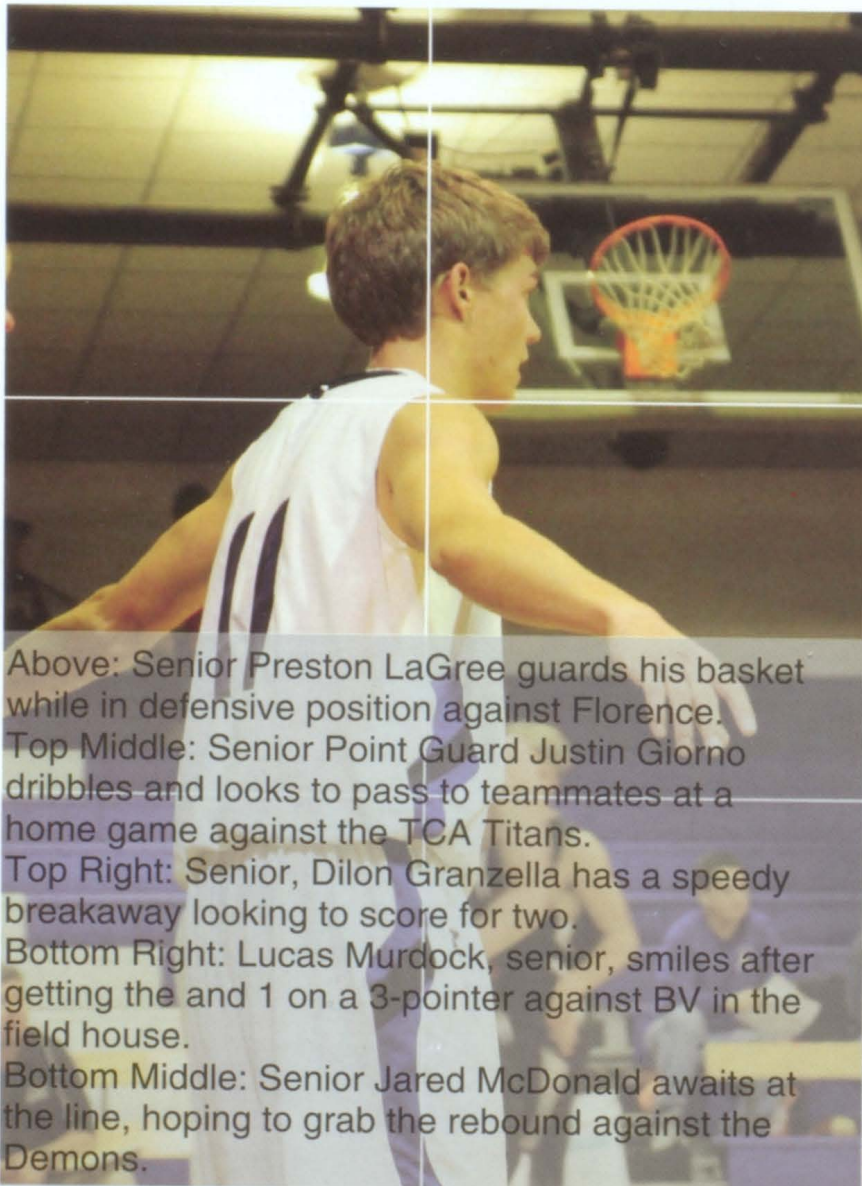 Above: Senior Preston LaGree guards his basket
while in defensive position against Florence.
Top Middle: Senior Point Guard Justin Giorno
dribbles and looks to pass to teammates at a
home game against the TCA Titans.
Top Right: Senior, Dilon Granzella has a speedy
breakaway looking to score for two.
Bottom Right: Lucas Murdock, senior, smiles after
getting the and 1 on a 3-pointer against BV in the
field house.
Bottom Middle: Senior Jared McDonald awaits at
the line, hoping to grab the rebound against the
Demons.